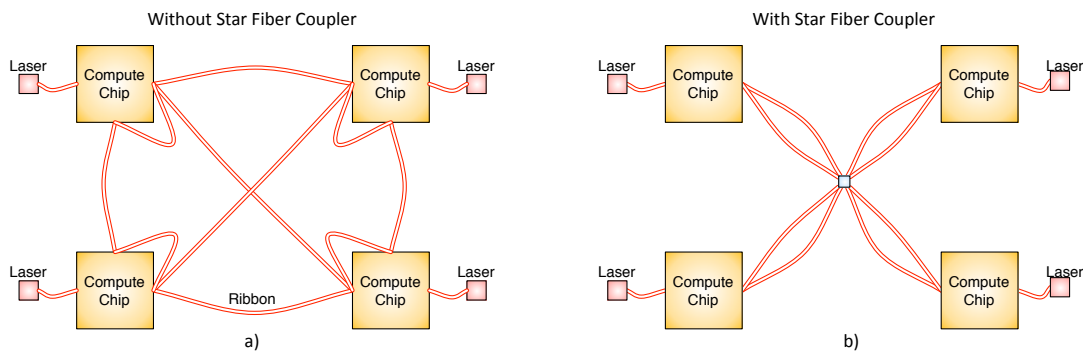 Without Star Fiber Coupler
With Star Fiber Coupler
Laser
Compute
Chip
Compute
Chip
Laser
Laser
Compute
Chip
Compute
Chip
Laser
Laser
Compute
Chip
Ribbon
Compute
Chip
Laser
Laser
Compute
Chip
Compute
Chip
Laser
a)
b)